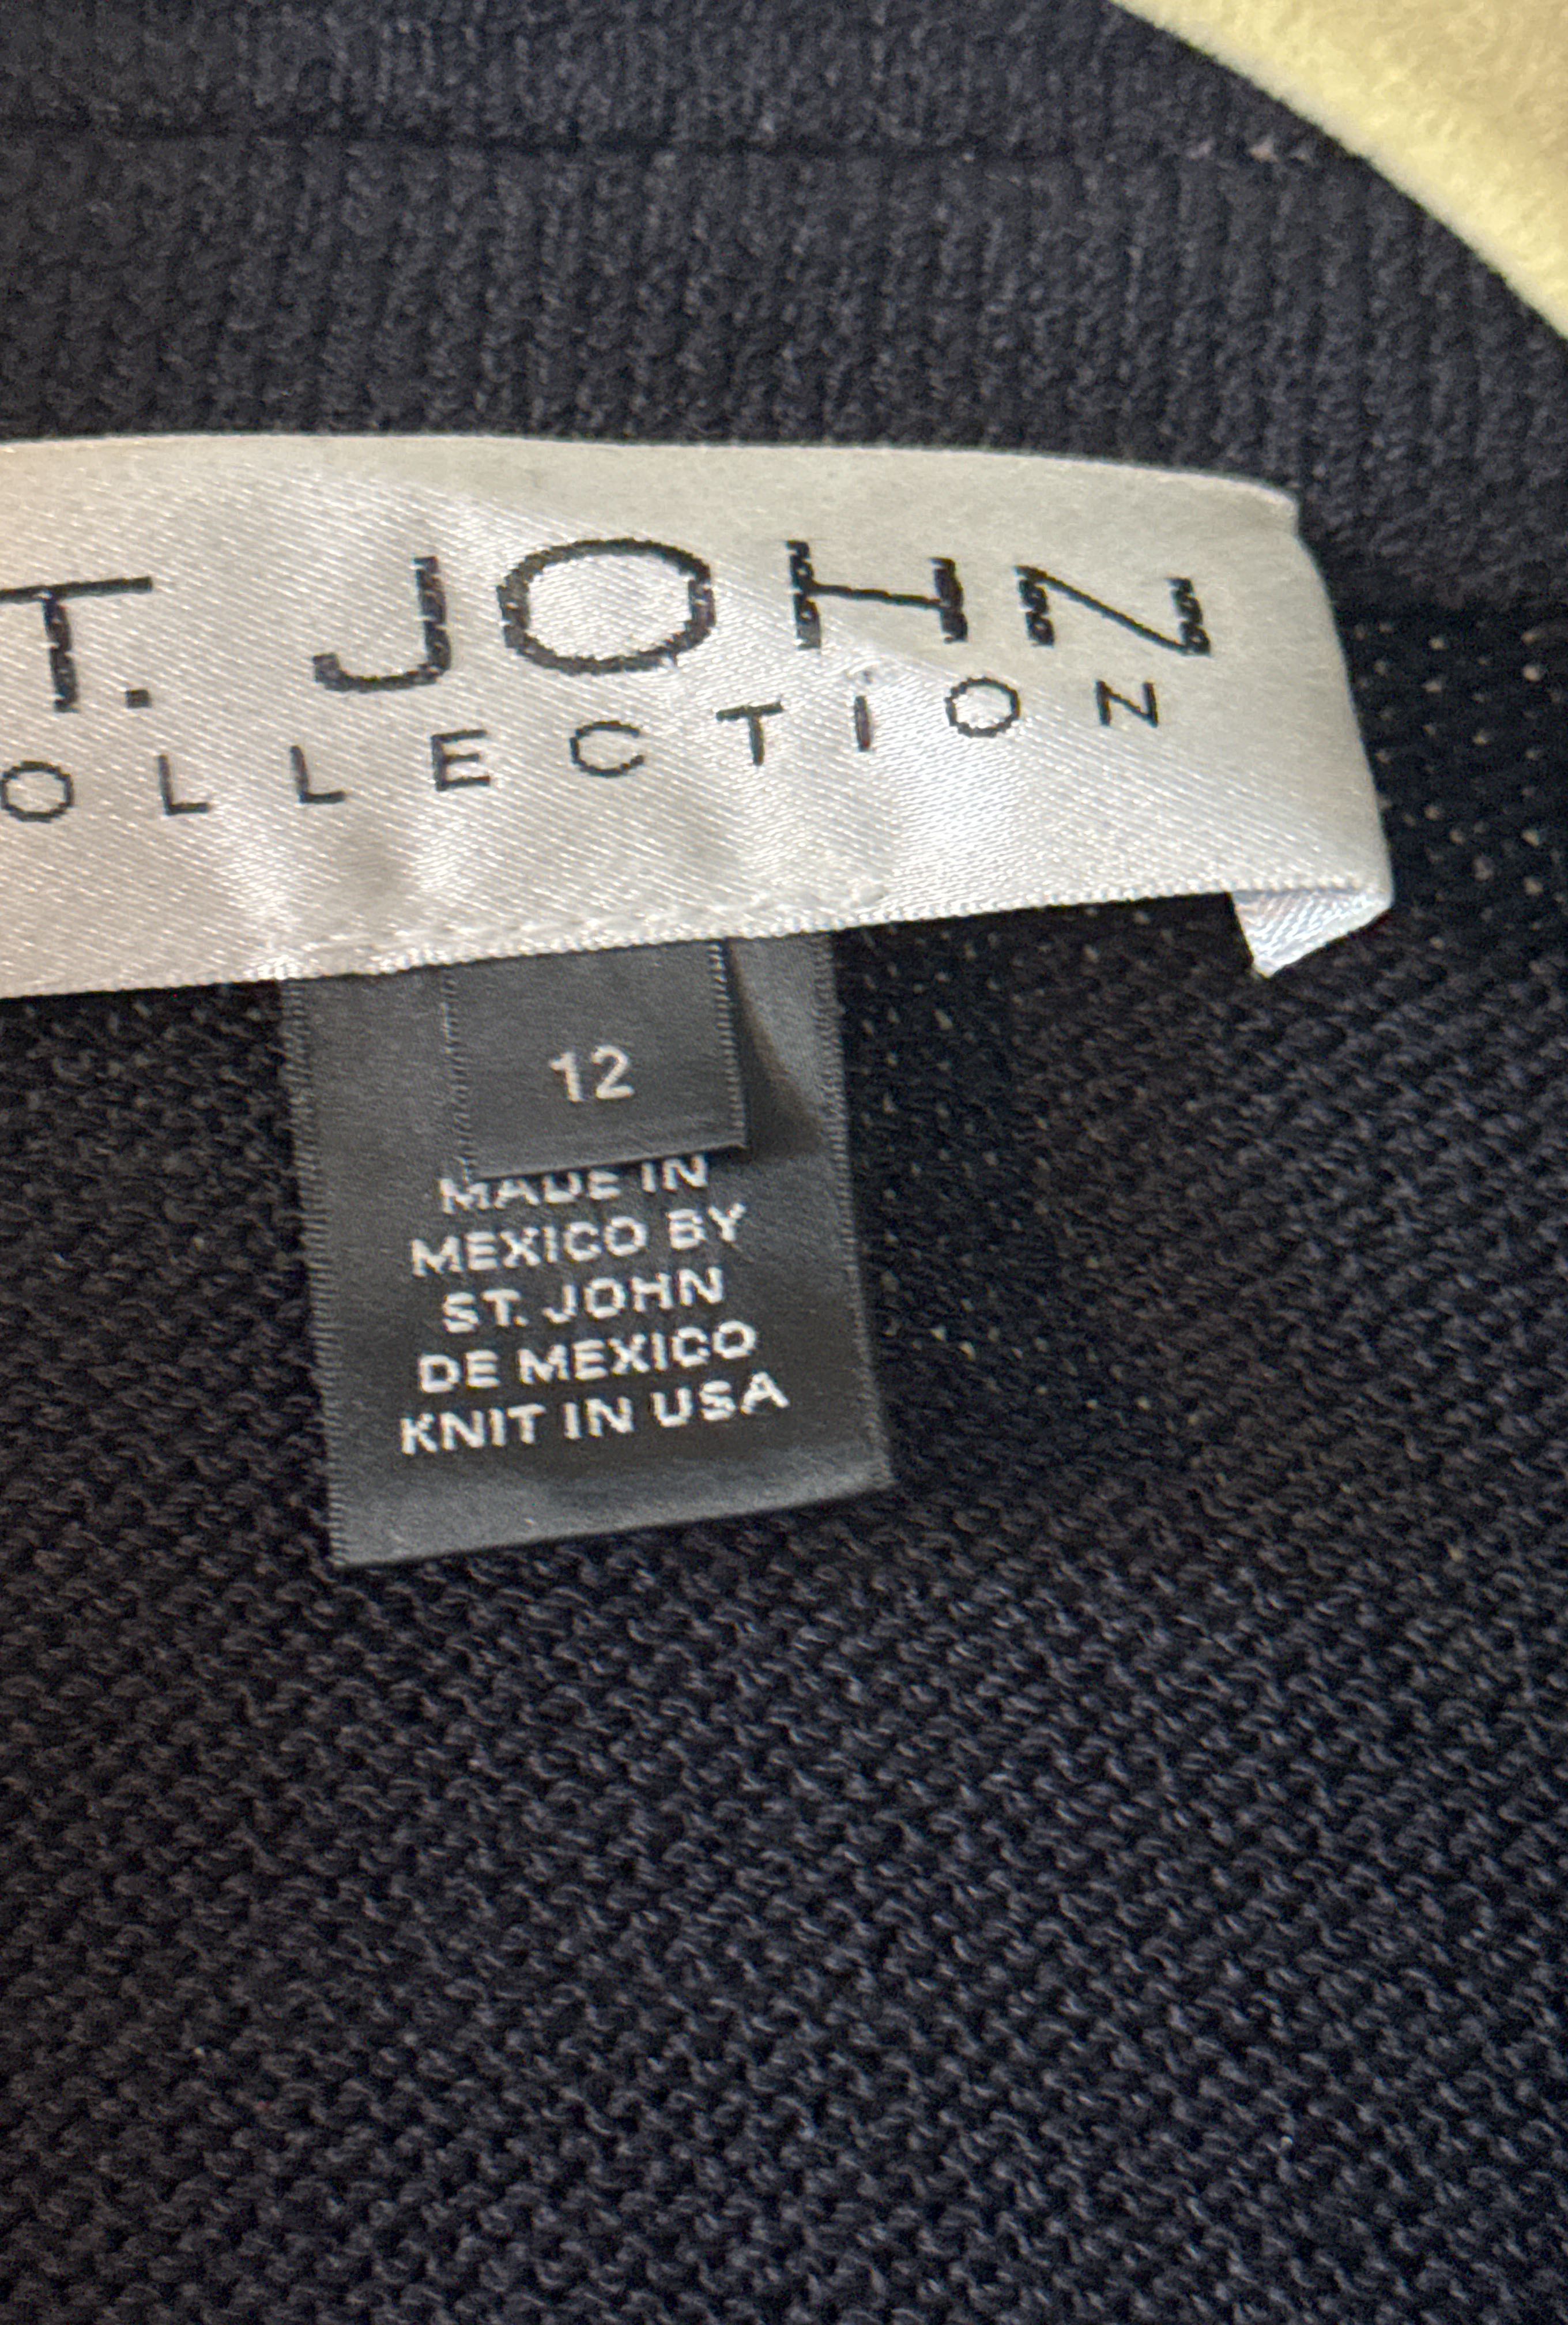 T. JOHN
OLLECTION
12
MADE IN
MEXICO BY
ST. JOHN
DE MEXICO
KNIT IN USA